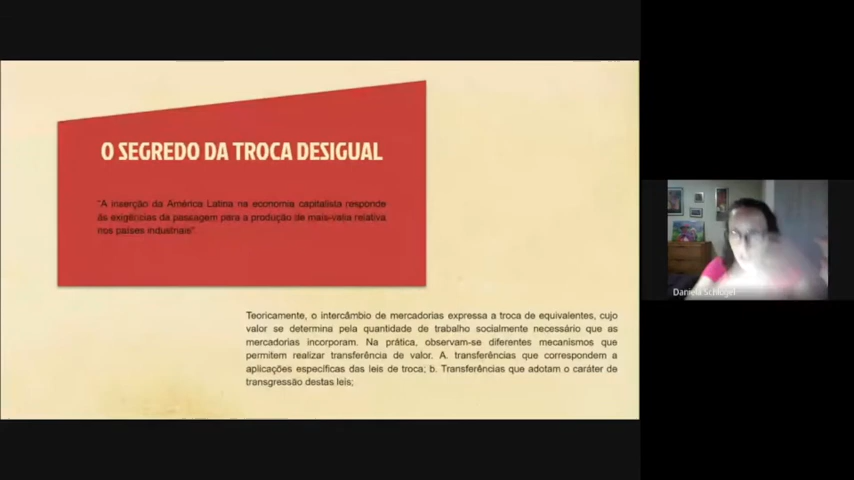 O SEGREDO DA TROCA DESIGUAL
"A inserção da América Latina na economia capitalista responde
às exigências da passagem para a produção de mais-valia relativa
nos países industriais".
Teoricamente, o intercâmbio de mercadorias expressa a troca de equivalentes, cujo
valor se determina pela quantidade de trabalho socialmente necessário que as
mercadorias incorporam. Na prática, observam-se diferentes mecanismos que
permitem realizar transferência de valor. A. transferências que correspondem a
aplicações específicas das leis de troca; b. Transferências que adotam o caráter de
transgressão destas leis;
Daniela Schlogel